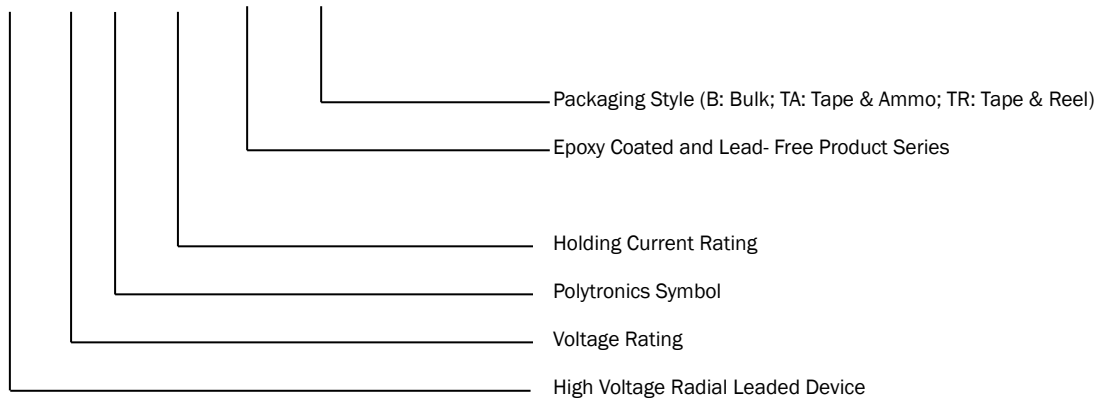 Packaging Style (B: Bulk; TA: Tape & Ammo; TR: Tape & Reel)
Epoxy Coated and Lead- Free Product Series
Holding Current Rating
Polytronics Symbol
Voltage Rating
High Voltage Radial Leaded Device